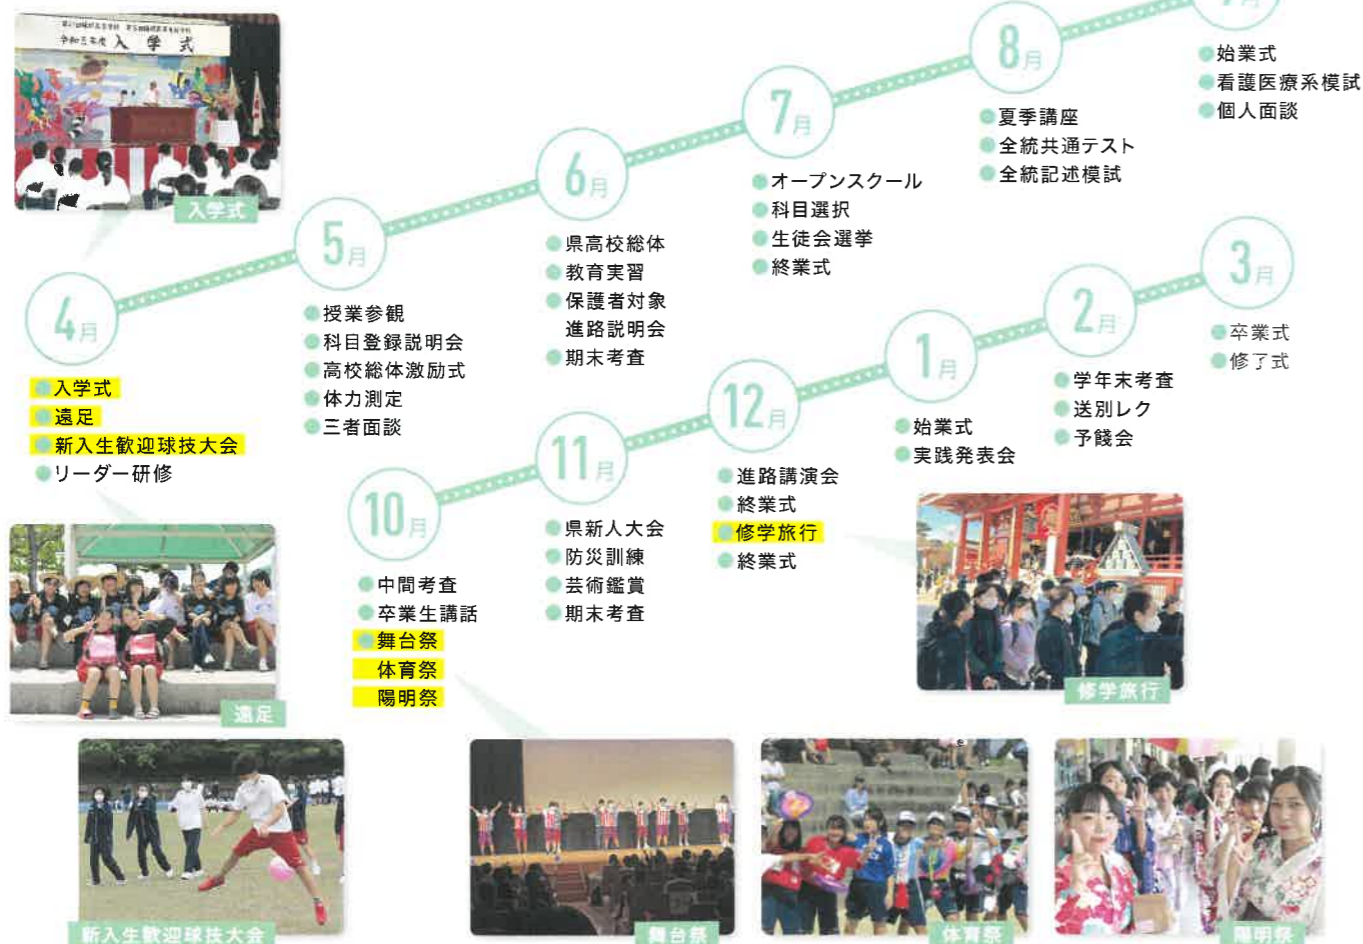 令和五年度 入学式
入学式
4月
入学式
遠足
新入生歓迎球技大会
リーダー研修
5月
授業参観
科目登録説明会
高校総体激励式
体力測定
三者面談
6月
県高校総体
教育実習
保護者対象
進路説明会
期末考査
7月
オープンスクール
科目選択
生徒会選挙
終業式
8月
夏季講座
全統共通テスト
全統記述模試
月
始業式
看護医療系模試
個人面談
10月
中間考査
卒業生講話
舞台祭
体育祭
陽明祭
11月
県新人大会
防災訓練
芸術鑑賞
期末考査
12月
進路講演会
終業式
修学旅行
終業式
1月
始業式
実践発表会
2月
学年末考査
送別レク
予餞会
3月
卒業式
修了式
遠足
修学旅行
新入生歓迎球技大会
舞台祭
体育祭
陽明祭